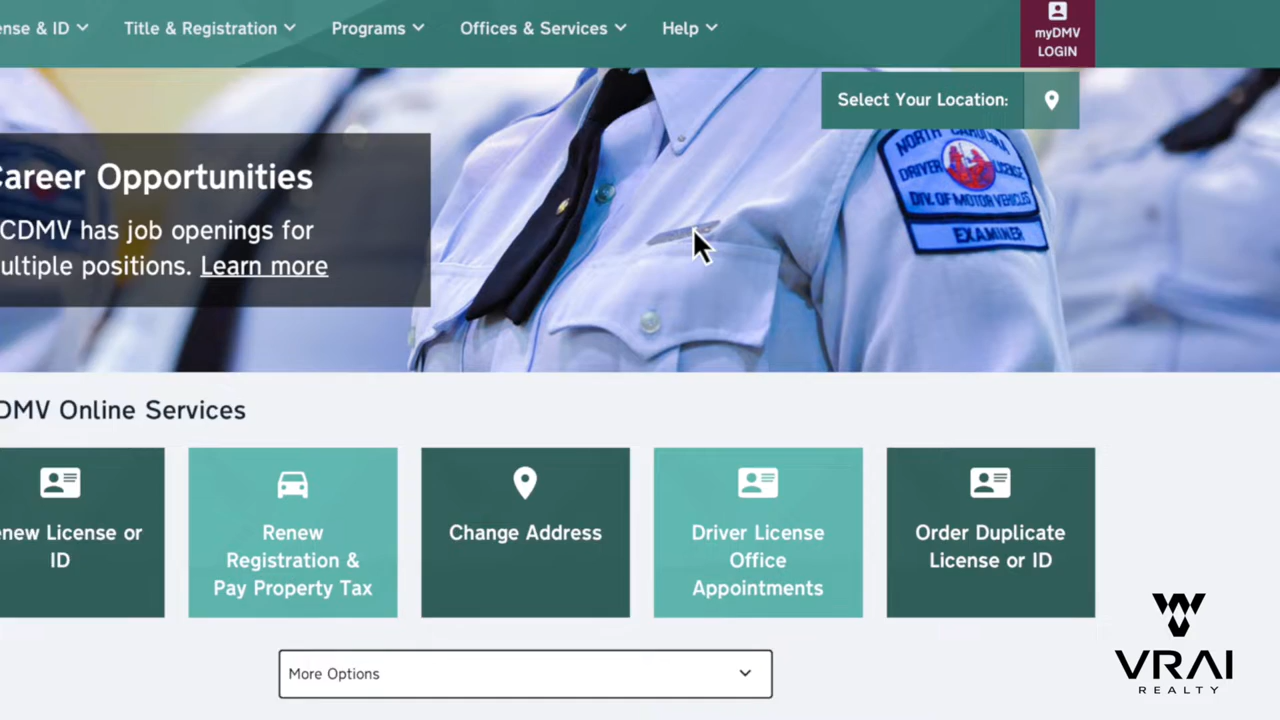 ense & ID
Title & Registration
Programs
Offices & Services
Help
myDMV
LOGIN
Select Your Location:
NORTH CAROLINA
DRIVER LICENSE
DIV. OF MOTOR VEHICLES
EXAMINER
Career Opportunities
CDMV has job openings for
ultiple positions. Learn more
DMV Online Services
enew License or
ID
Renew
Registration &
Pay Property Tax
Change Address
Driver License
Office
Appointments
Order Duplicate
License or ID
More Options
VRAI
REALTY